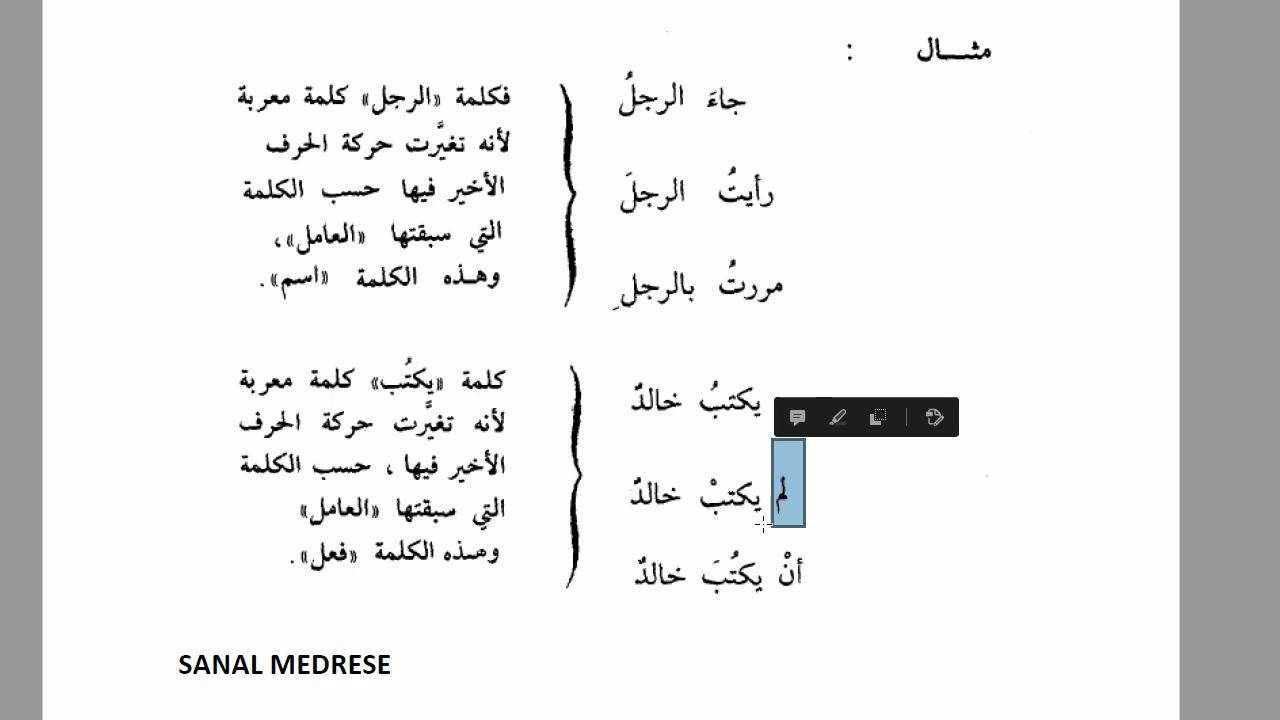 مثـــال :
جاءَ الرجلُ
رأيتُ الرجلَ
مررتُ بالرجلِ
فكلمة «الرجل» كلمة معربة
لأنه تغيَّرت حركة الحرف
الأخير فيها حسب الكلمة
التي سبقتها «العامل»،
وهـذه الكلمة «اسم».
يكتبُ خالدٌ
لم يكتبْ خالدٌ
أنْ يكتُبَ خالدٌ
كلمة «يكتُب» كلمة معربة
لأنه تغيَّرت حركة الحرف
الأخير فيها ، حسب الكلمة
التي سبقتها «العامل»
وهـذه الكلمة «فعل».
SANAL MEDRESE